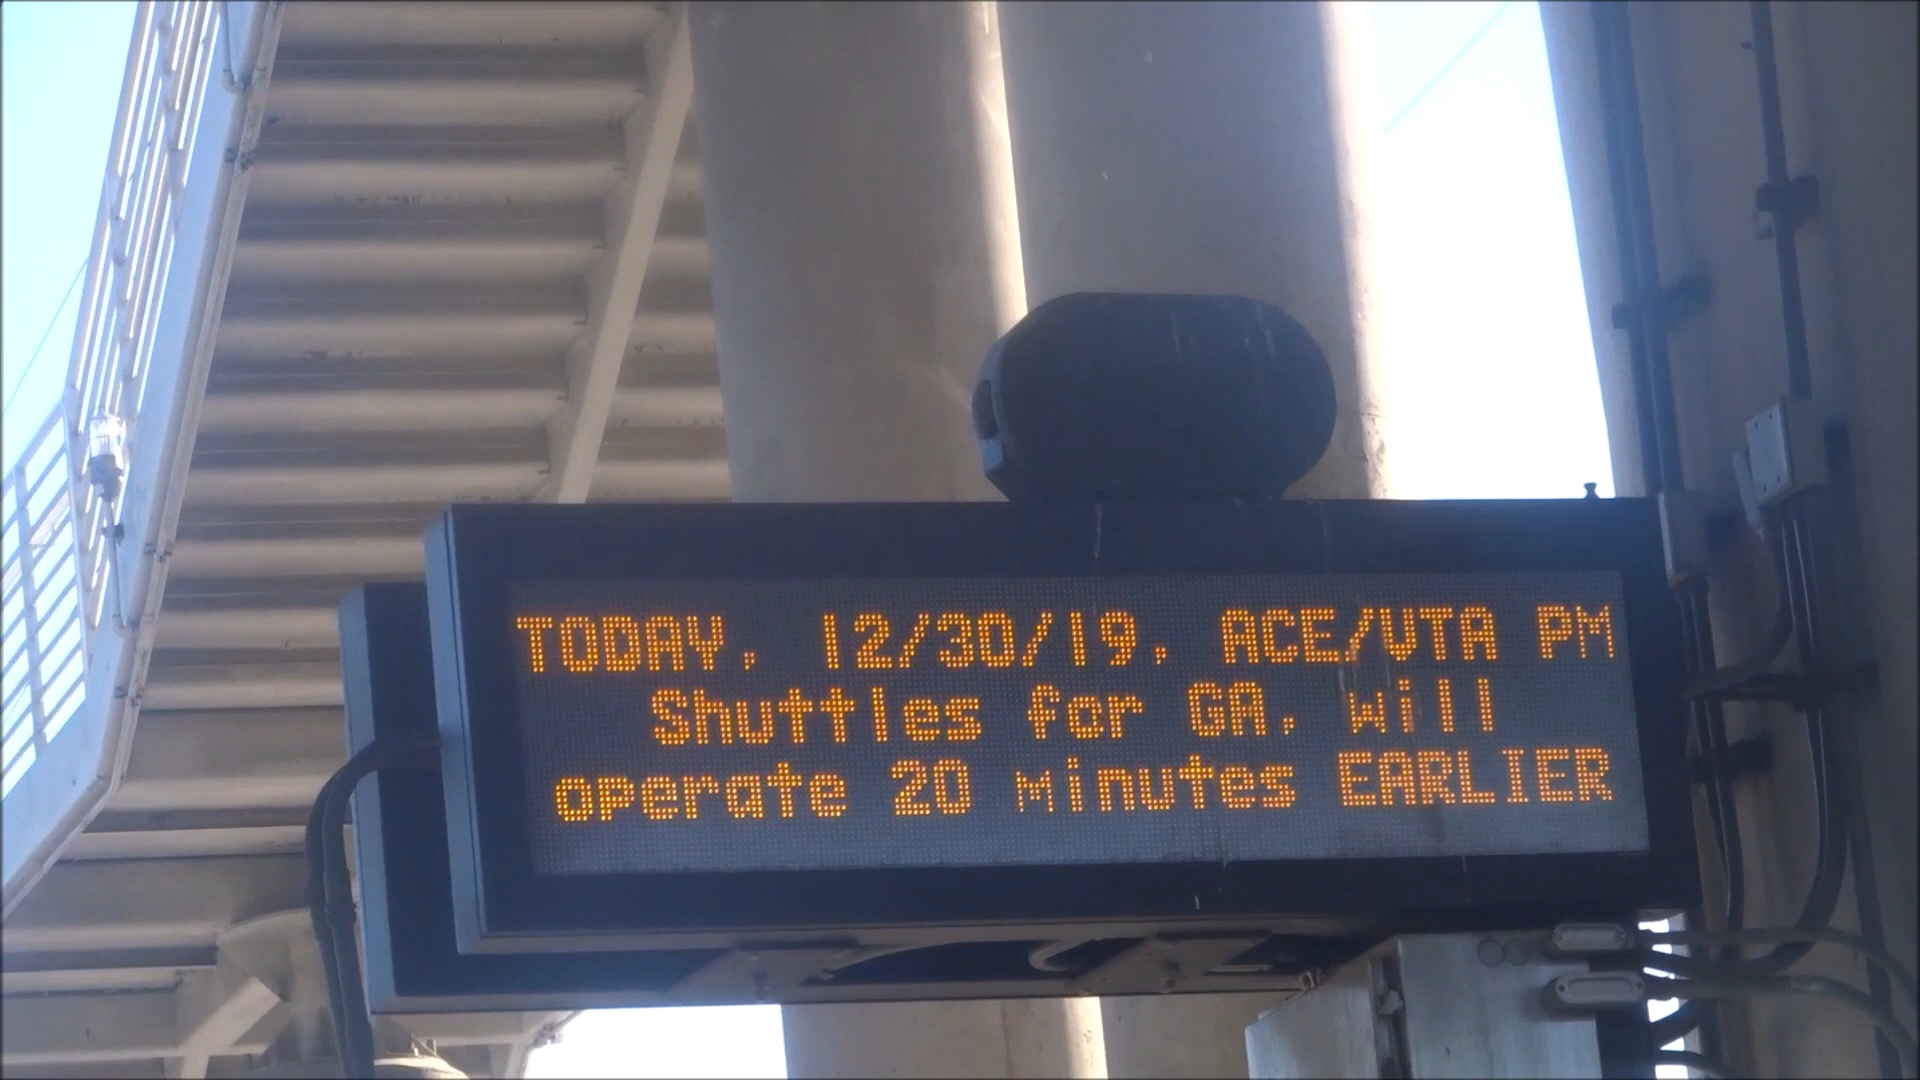 TODAY, 12/30/19, ACE/VTA PM
Shuttles for GA, will
operate 20 minutes EARLIER